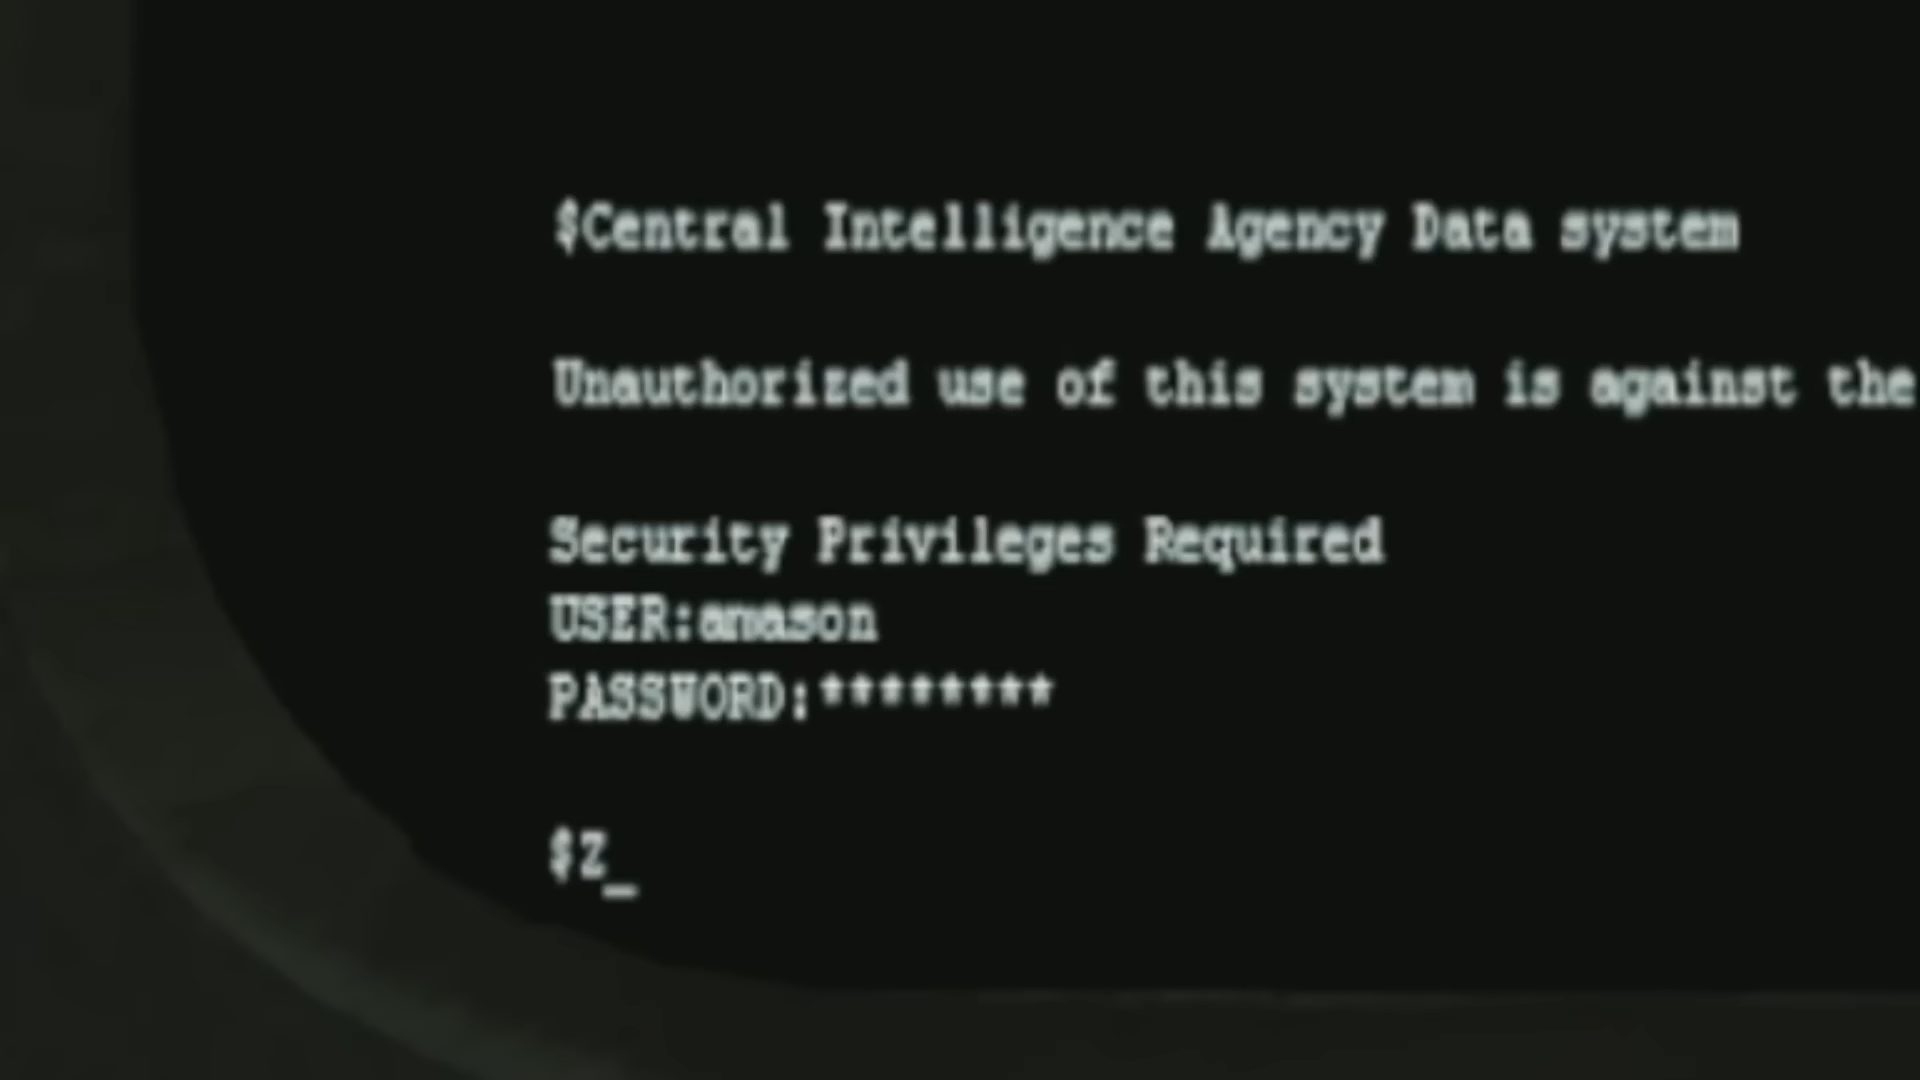 $Central Intelligence Agency Data system
Unauthorized use of this system is against the
Security Privileges Required
USER:amason
PASSWORD:********
$Z_